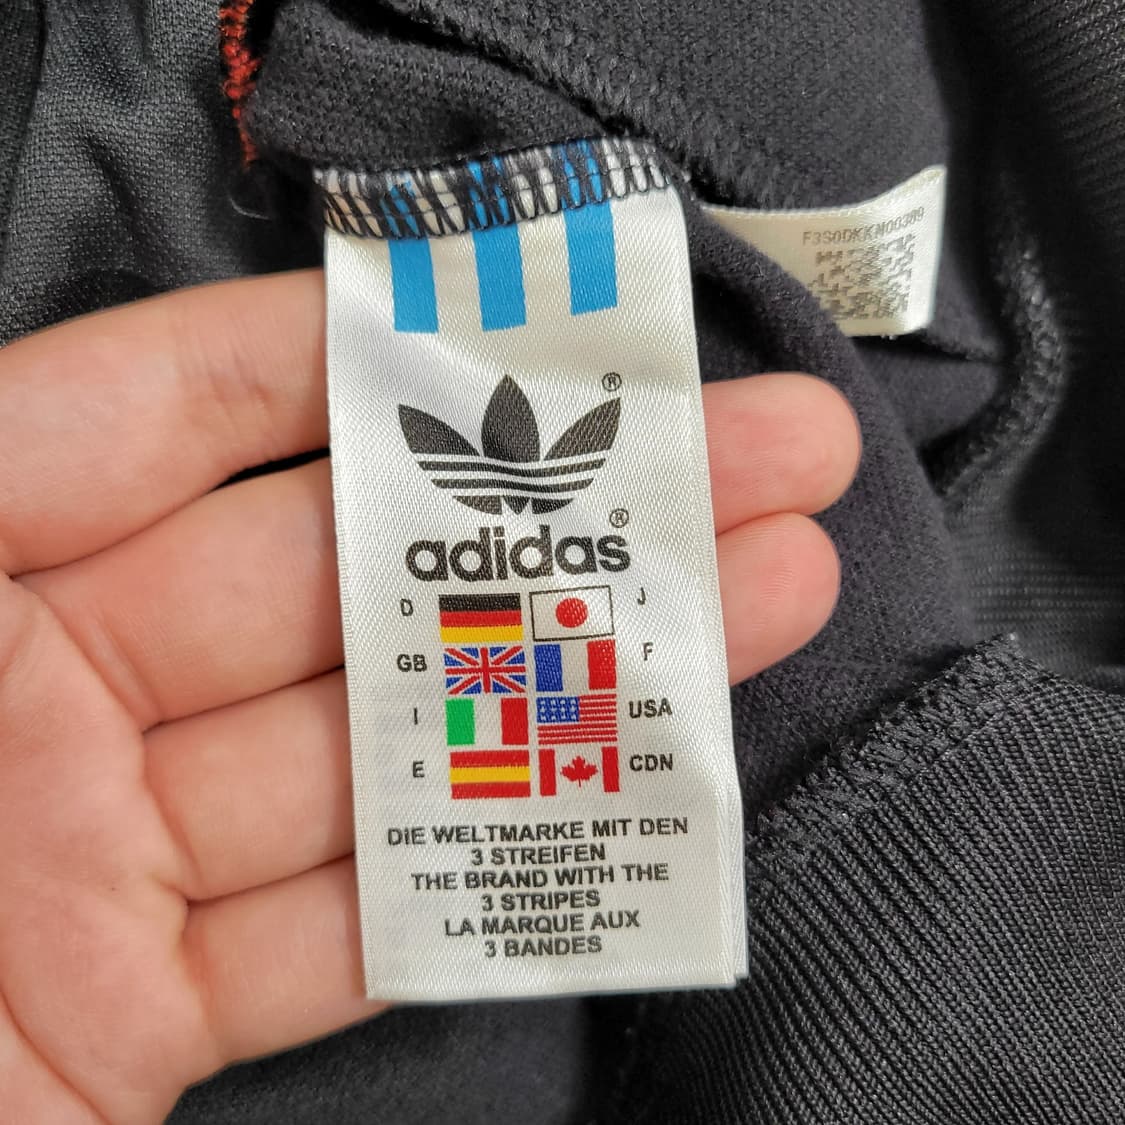 F3S0DKKN00389
®
®
adidas
D J
GB F
I USA
E CDN
DIE WELTMARKE MIT DEN
3 STREIFEN
THE BRAND WITH THE
3 STRIPES
LA MARQUE AUX
3 BANDES